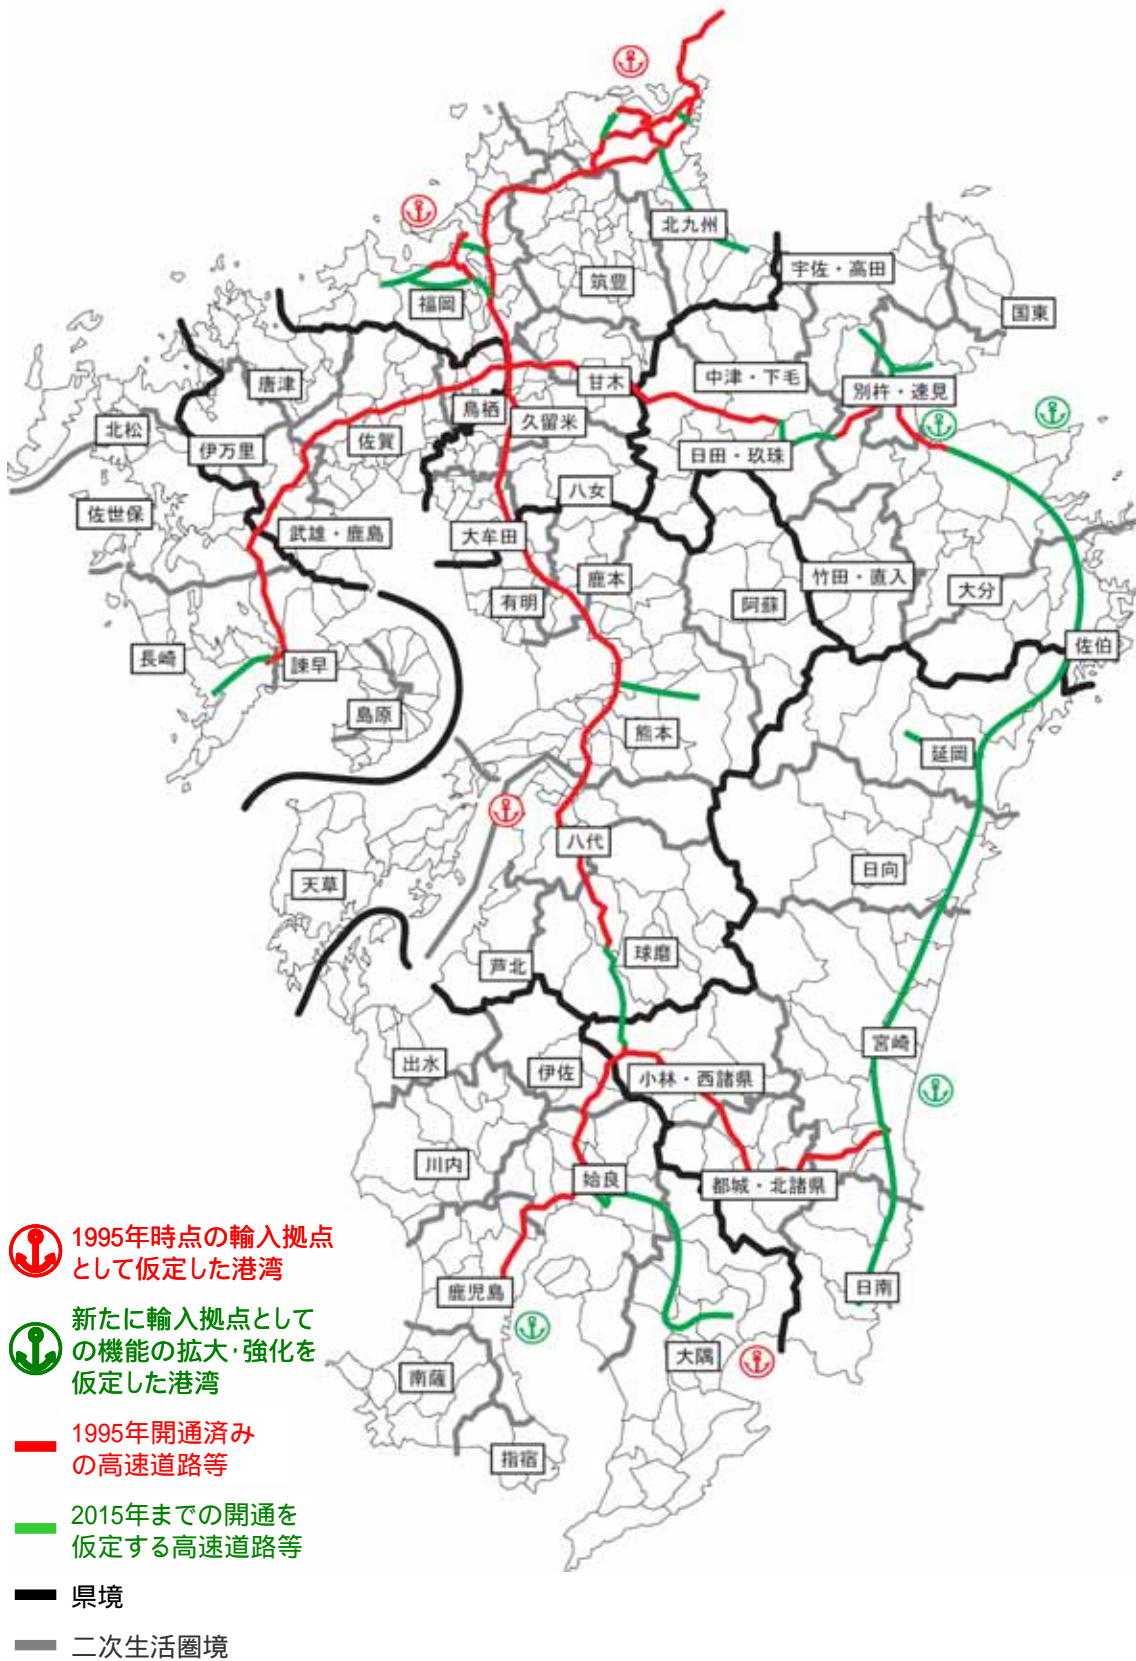 北九州
宇佐・高田
筑豊
福岡
国東
甘木
中津・下毛
唐津
別杵・速見
鳥栖
久留米
北松
佐賀
伊万里
日田・玖珠
八女
佐世保
武雄・鹿島
大牟田
鹿本
竹田・直入
大分
有明
阿蘇
佐伯
長崎
諫早
島原
熊本
延岡
八代
日向
天草
球磨
芦北
宮崎
出水
伊佐
小林・西諸県
川内
姶良
都城・北諸県
鹿児島
日南
大隅
南薩
指宿
1995年時点の輸入拠点
として仮定した港湾
新たに輸入拠点として
の機能の拡大・強化を
仮定した港湾
1995年開通済み
の高速道路等
2015年までの開通を
仮定する高速道路等
県境
二次生活圏境